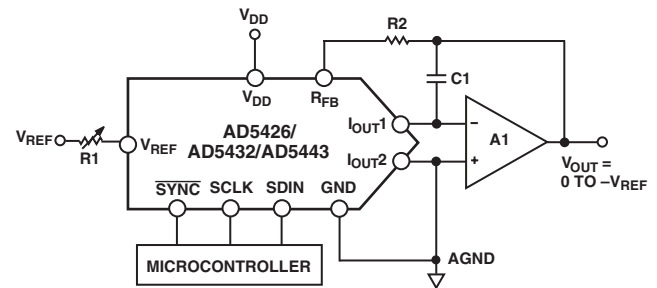 V_DD
R2
V_DD
R_FB
C1
V_REF
R1
V_REF
AD5426/
AD5432/AD5443
I_OUT1
I_OUT2
A1
–
+
V_OUT =
0 TO –V_REF
SYNC
SCLK
SDIN
GND
AGND
MICROCONTROLLER